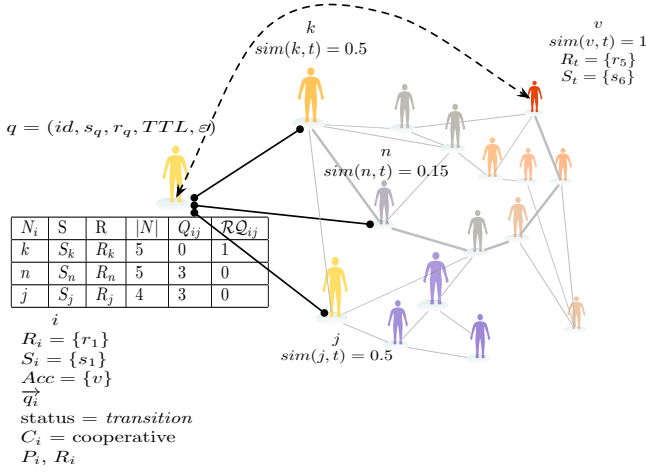 k
sim(k, t) = 0.5
v
sim(v, t) = 1
R_t = {r_5}
S_t = {s_6}
q = (id, s_q, r_q, TTL, ε)
n
sim(n, t) = 0.15
N_i S R |N| Q_ij RQ_ij
k S_k R_k 5 0 1
n S_n R_n 5 3 0
j S_j R_j 4 3 0
j
sim(j, t) = 0.5
i
R_i = {r_1}
S_i = {s_1}
Acc = {v}
\overrightarrow{q_i}
status = transition
C_i = cooperative
P_i, R_i